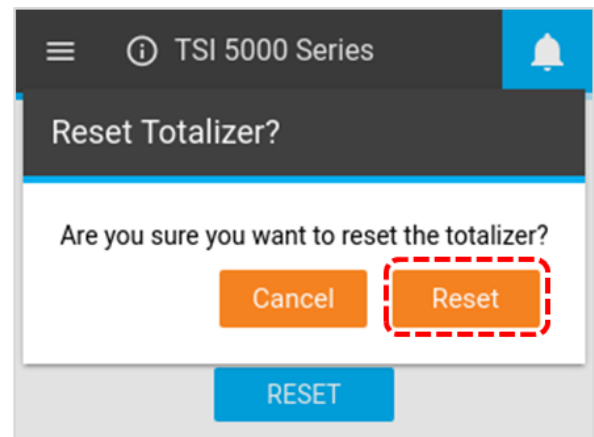 TSI 5000 Series
Reset Totalizer?
Are you sure you want to reset the totalizer?
Cancel Reset
RESET